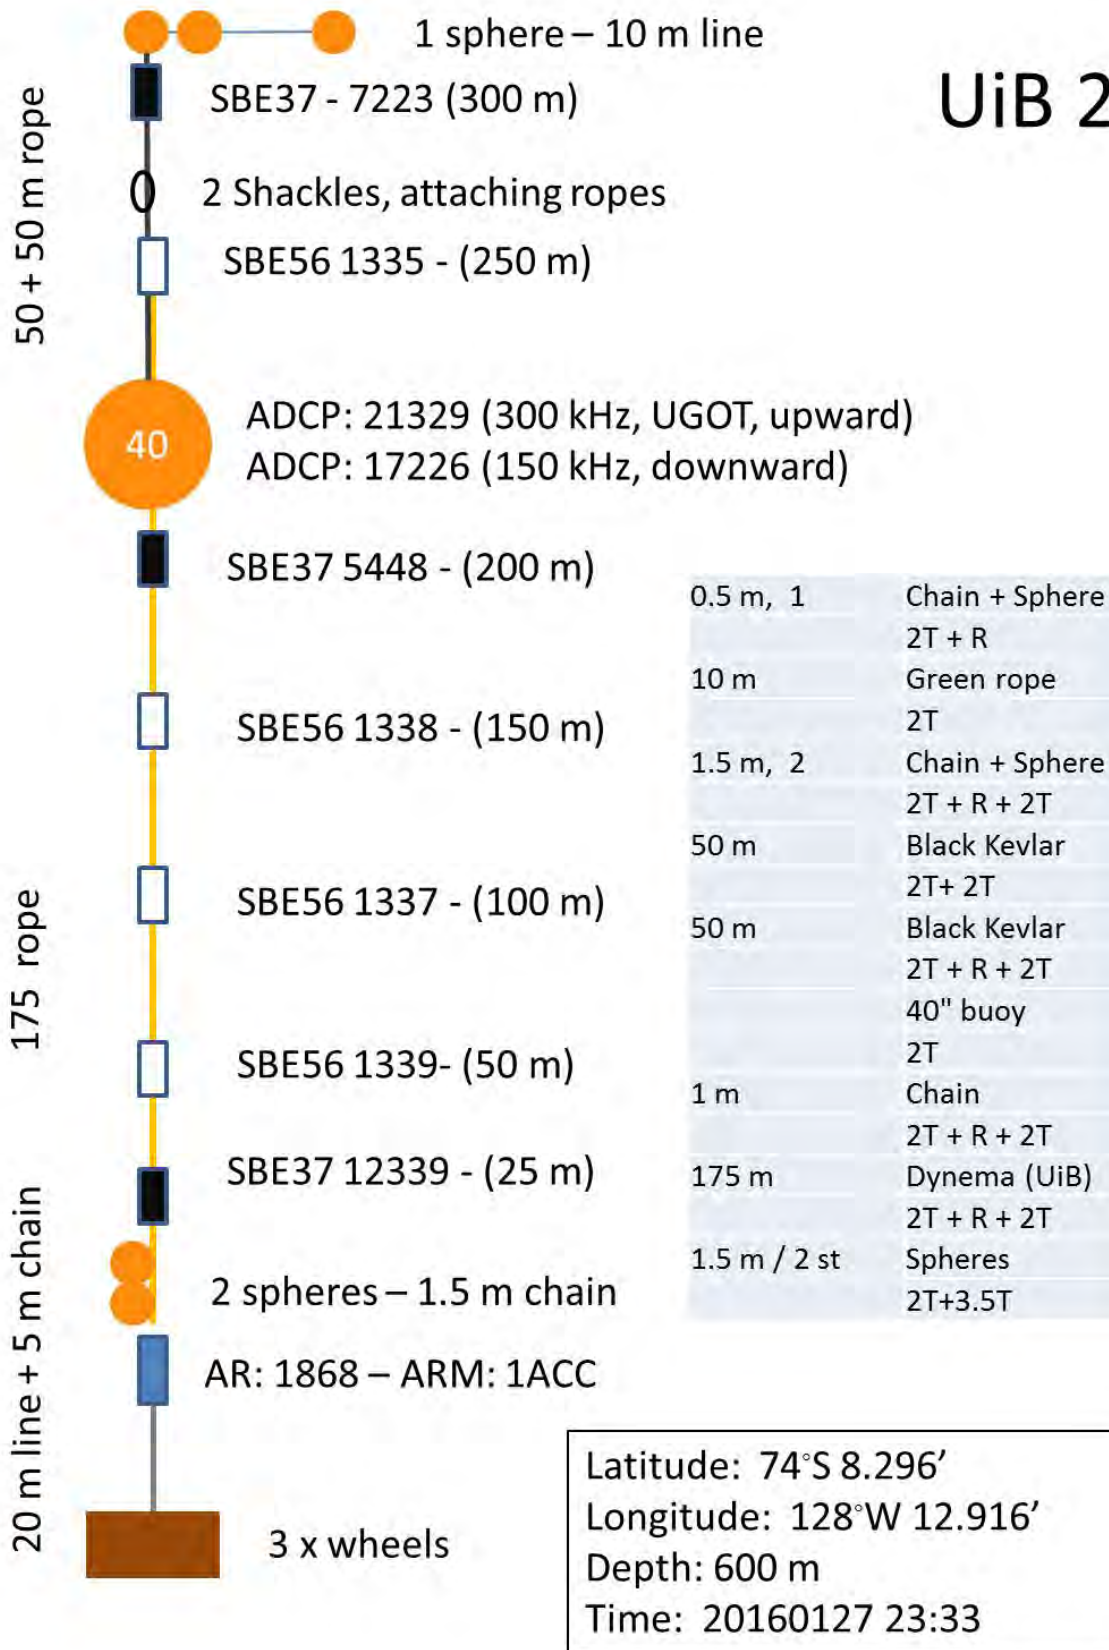 1 sphere – 10 m line
UiB 2
SBE37 - 7223 (300 m)
50 + 50 m rope
2 Shackles, attaching ropes
SBE56 1335 - (250 m)
40
ADCP: 21329 (300 kHz, UGOT, upward)
ADCP: 17226 (150 kHz, downward)
SBE37 5448 - (200 m)
SBE56 1338 - (150 m)
SBE56 1337 - (100 m)
175 rope
SBE56 1339- (50 m)
SBE37 12339 - (25 m)
20 m line + 5 m chain
2 spheres – 1.5 m chain
AR: 1868 – ARM: 1ACC
3 x wheels
0.5 m, 1 Chain + Sphere
2T + R
10 m Green rope
2T
1.5 m, 2 Chain + Sphere
2T + R + 2T
50 m Black Kevlar
2T+ 2T
50 m Black Kevlar
2T + R + 2T
40" buoy
2T
1 m Chain
2T + R + 2T
175 m Dynema (UiB)
2T + R + 2T
1.5 m / 2 st Spheres
2T+3.5T
Latitude: 74°S 8.296’
Longitude: 128°W 12.916’
Depth: 600 m
Time: 20160127 23:33